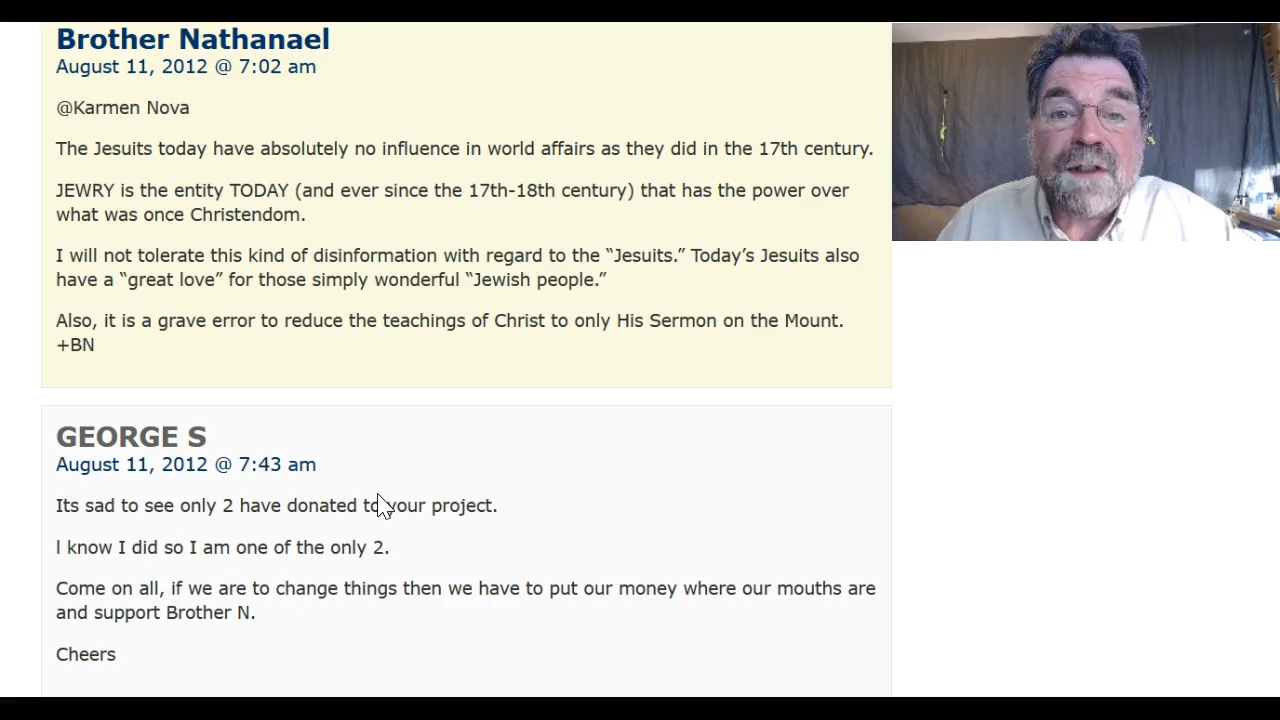 Brother Nathanael
August 11, 2012 @ 7:02 am
@Karmen Nova
The Jesuits today have absolutely no influence in world affairs as they did in the 17th century.
JEWRY is the entity TODAY (and ever since the 17th-18th century) that has the power over
what was once Christendom.
I will not tolerate this kind of disinformation with regard to the “Jesuits.” Today’s Jesuits also
have a “great love” for those simply wonderful “Jewish people.”
Also, it is a grave error to reduce the teachings of Christ to only His Sermon on the Mount.
+BN
GEORGE S
August 11, 2012 @ 7:43 am
Its sad to see only 2 have donated to your project.
l know I did so I am one of the only 2.
Come on all, if we are to change things then we have to put our money where our mouths are
and support Brother N.
Cheers